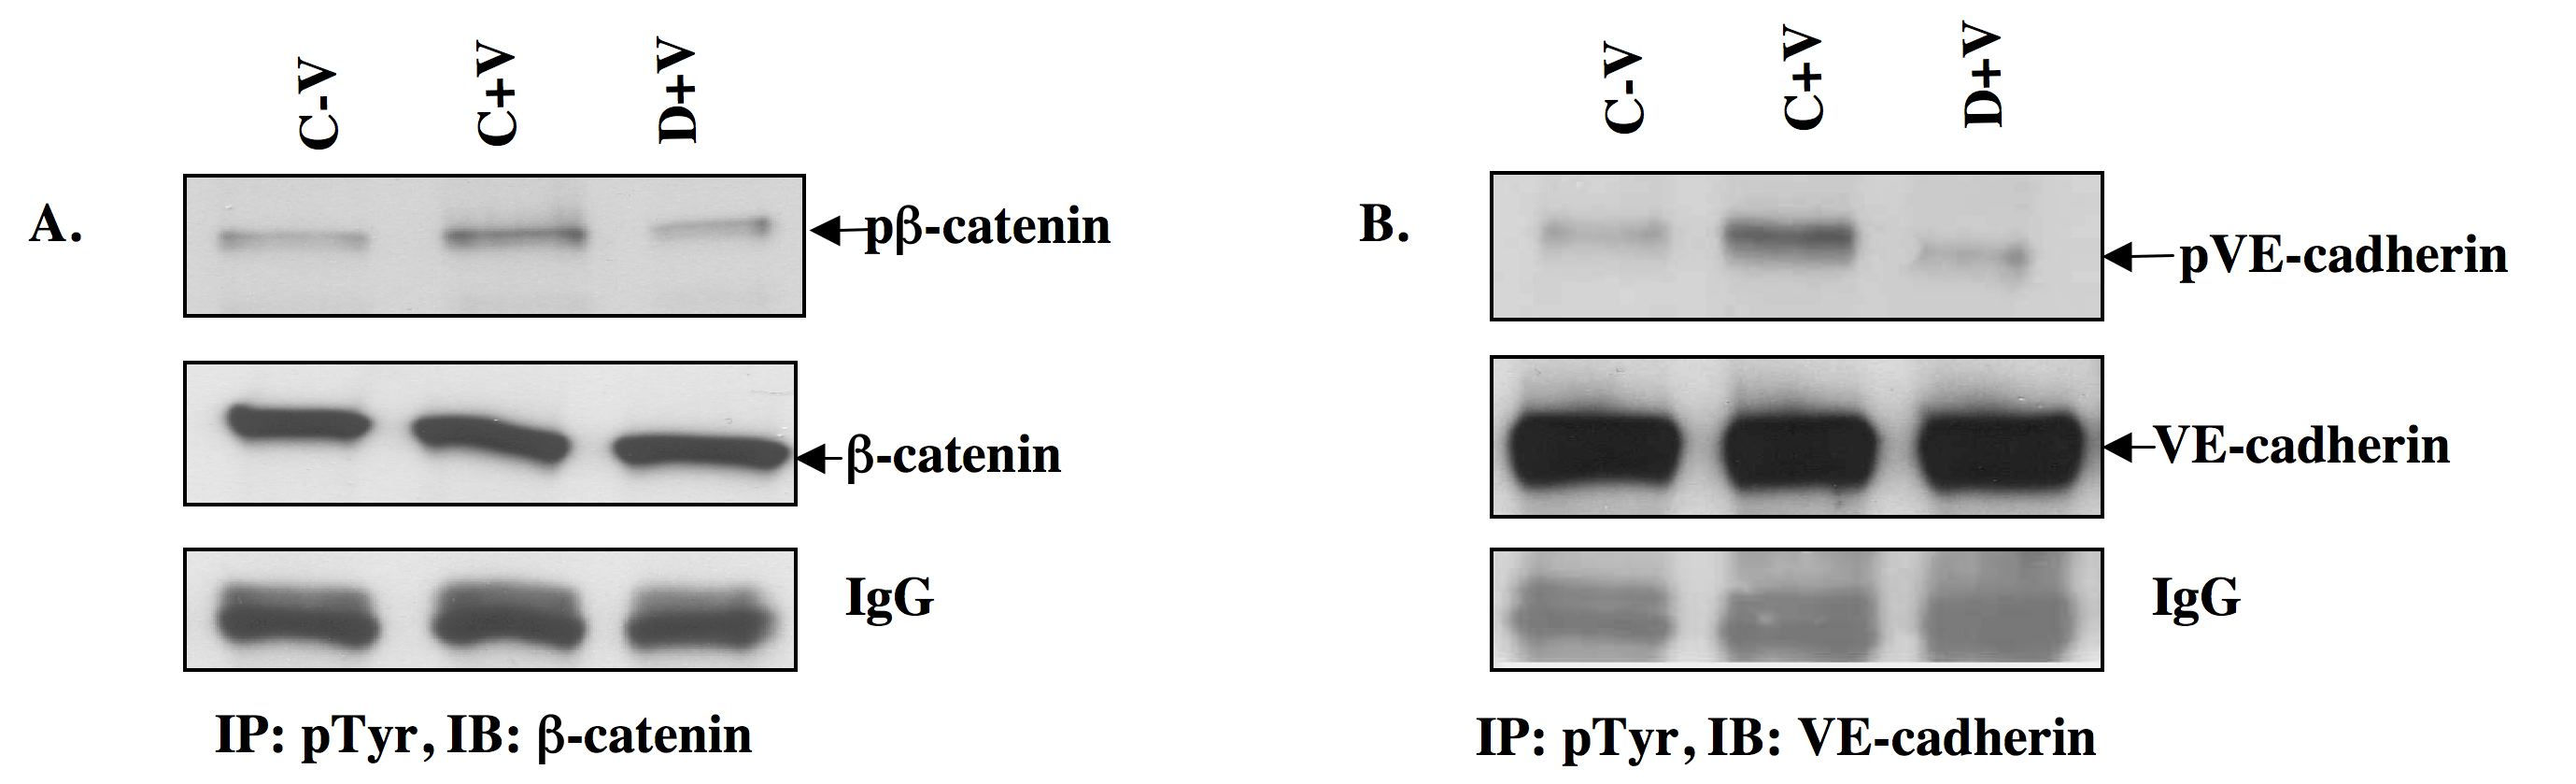 C-V
C+V
D+V
A.
pβ-catenin
β-catenin
IgG
IP: pTyr, IB: β-catenin
C-V
C+V
D+V
B.
pVE-cadherin
VE-cadherin
IgG
IP: pTyr, IB: VE-cadherin